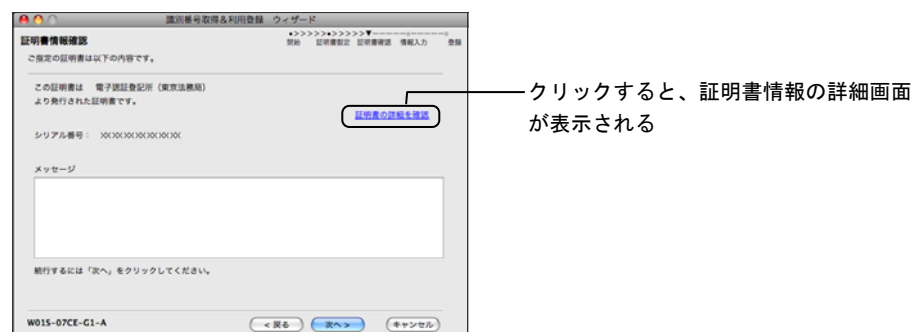 識別番号取得&利用登録 ウィザード
証明書情報確認
開始 証明書設定 証明書確認 情報入力 登録
ご指定の証明書は以下の内容です。
この証明書は 電子認証登記所（東京法務局）
より発行された証明書です。
証明書の詳細を確認
クリックすると、証明書情報の詳細画面
が表示される
シリアル番号：
メッセージ
続行するには「次へ」をクリックしてください。
W01S-07CE-G1-A
< 戻る
次へ >
キャンセル